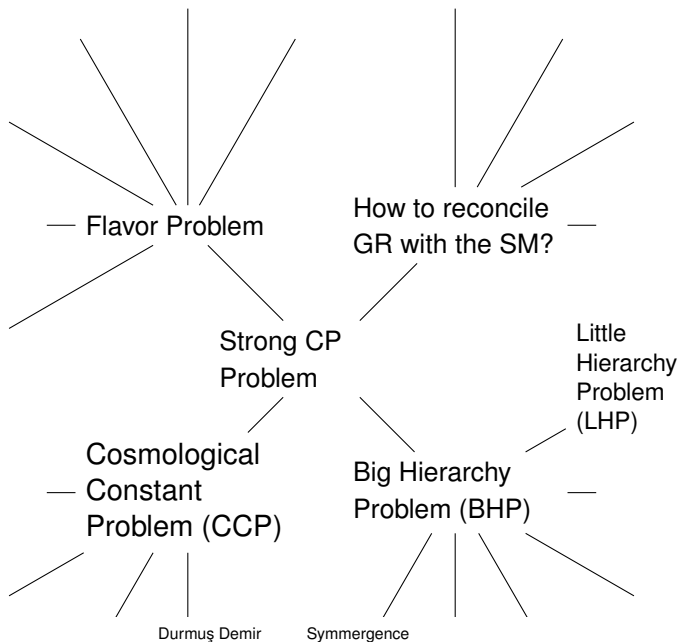 Flavor Problem
How to reconcile
GR with the SM?
Strong CP
Problem
Little
Hierarchy
Problem
(LHP)
Cosmological
Constant
Problem (CCP)
Big Hierarchy
Problem (BHP)
Durmuş Demir
Symmergence